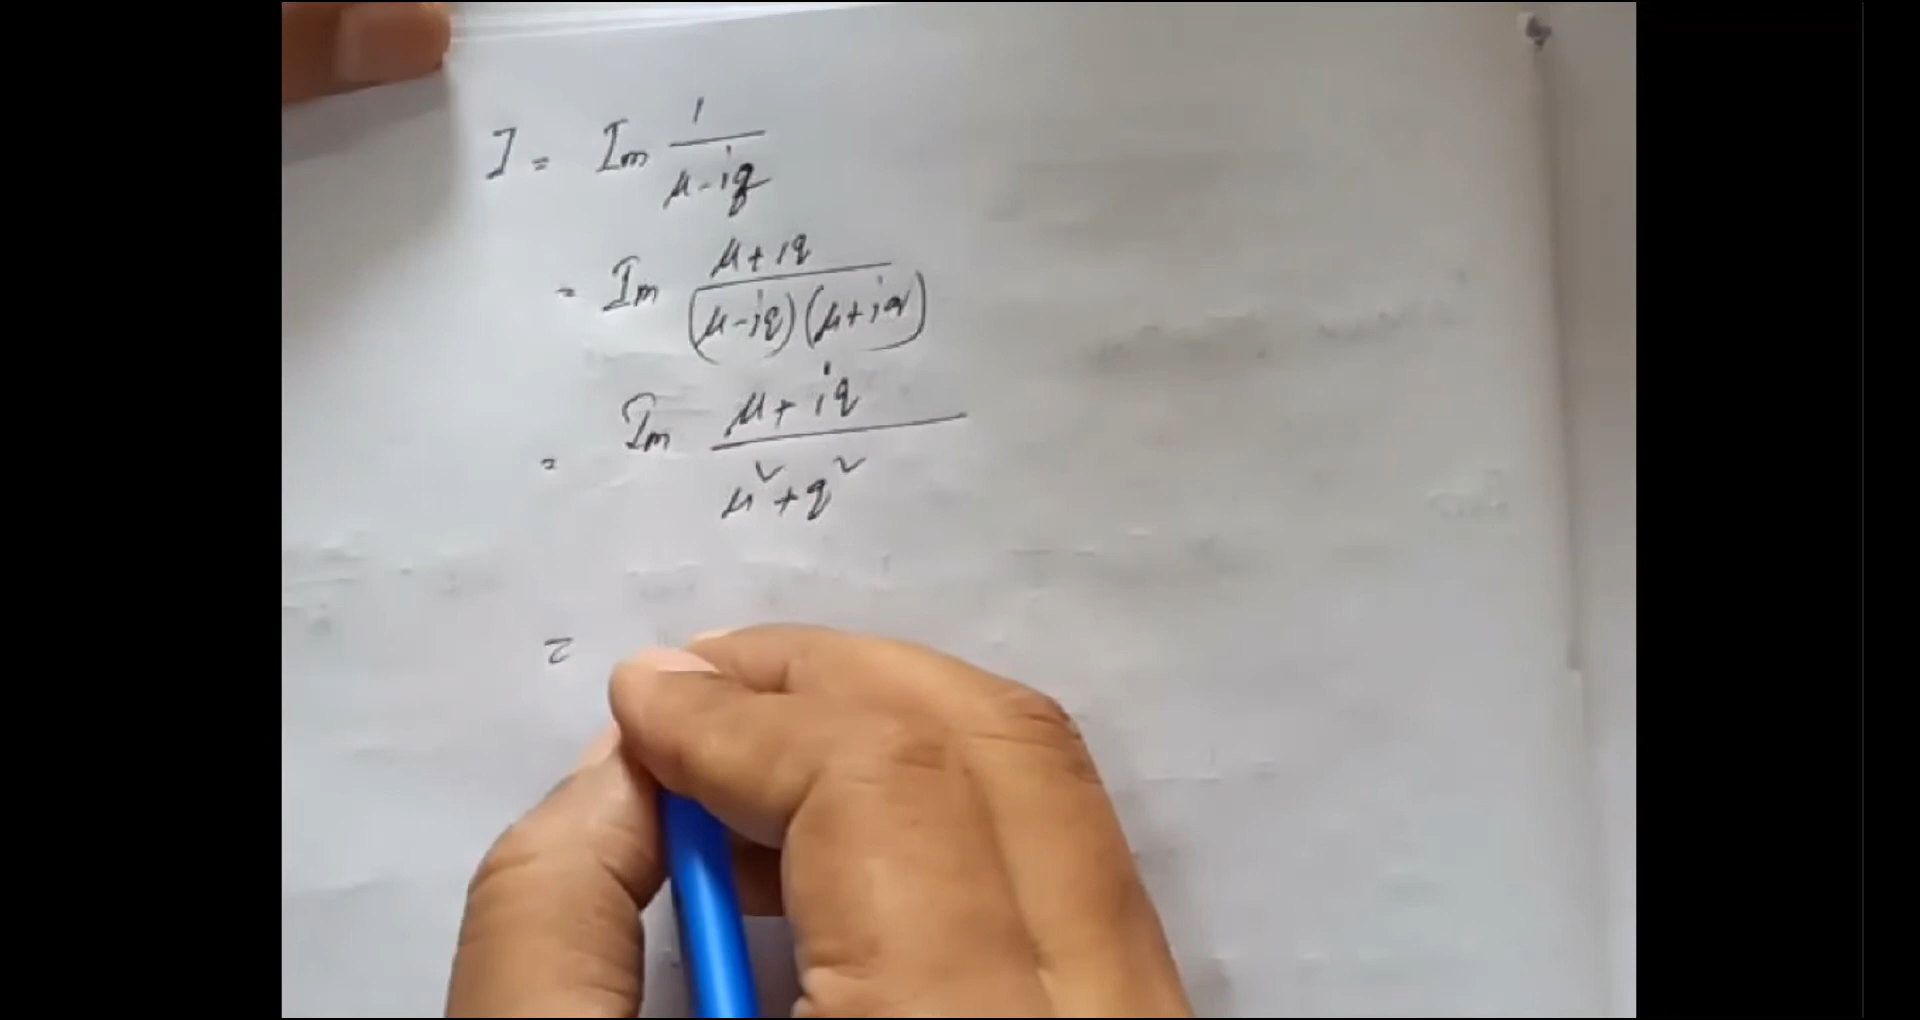 I = Im 1/(μ-iq)
= Im (μ+iq)/((μ-iq)(μ+iq))
= Im (μ+iq)/(μ²+q²)
=